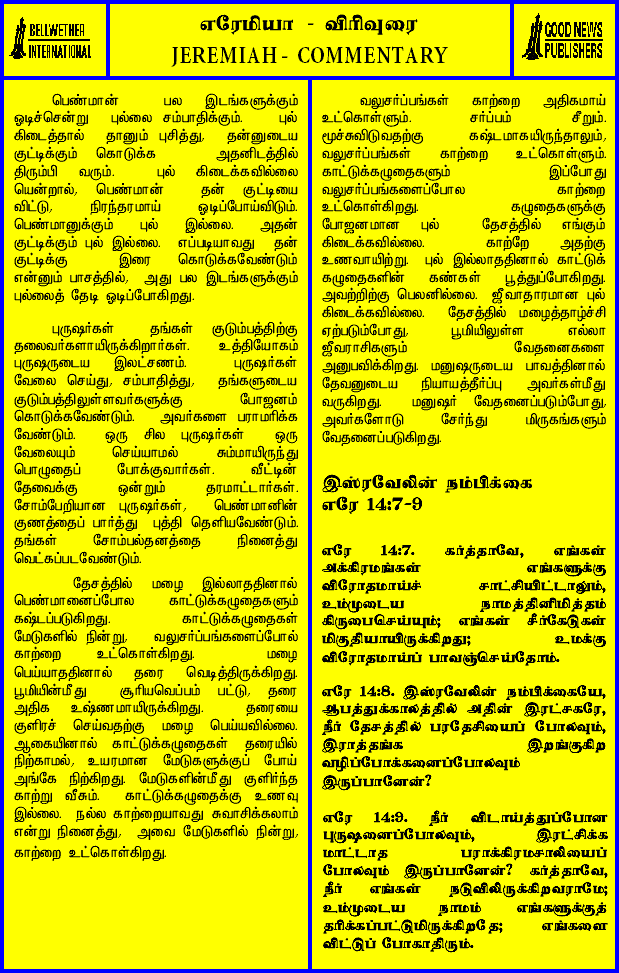 BELLWETHER
INTERNATIONAL
எரேமியா - விரிவுரை
JEREMIAH - COMMENTARY
GOOD NEWS
PUBLISHERS
பெண்மான் பல இடங்களுக்கும்
ஓடிச்சென்று புல்லை சம்பாதிக்கும். புல்
கிடைத்தால் தானும் புசித்து, தன்னுடைய
குட்டிக்கும் கொடுக்க அதனிடத்தில்
திரும்பி வரும். புல் கிடைக்கவில்லை
யென்றால், பெண்மான் தன் குட்டியை
விட்டு, நிரந்தரமாய் ஓடிப்போய்விடும்.
பெண்மானுக்கும் புல் இல்லை. அதன்
குட்டிக்கும் புல் இல்லை. எப்படியாவது தன்
குட்டிக்கு இரை கொடுக்கவேண்டும்
என்னும் பாசத்தில், அது பல இடங்களுக்கும்
புல்லைத் தேடி ஓடிப்போகிறது.
புருஷர்கள் தங்கள் குடும்பத்திற்கு
தலைவர்களாயிருக்கிறார்கள். உத்தியோகம்
புருஷருடைய இலட்சணம். புருஷர்கள்
வேலை செய்து, சம்பாதித்து, தங்களுடைய
குடும்பத்திலுள்ளவர்களுக்கு போஜனம்
கொடுக்கவேண்டும். அவர்களை பராமரிக்க
வேண்டும். ஒரு சில புருஷர்கள் ஒரு
வேலையும் செய்யாமல் சும்மாயிருந்து
பொழுதைப் போக்குவார்கள். வீட்டின்
தேவைக்கு ஒன்றும் தரமாட்டார்கள்.
சோம்பேறியான புருஷர்கள், பெண்மானின்
குணத்தைப் பார்த்து புத்தி தெளியவேண்டும்.
தங்கள் சோம்பல்தனத்தை நினைத்து
வெட்கப்படவேண்டும்.
தேசத்தில் மழை இல்லாததினால்
பெண்மானைப்போல காட்டுக்கழுதைகளும்
கஷ்டப்படுகிறது. காட்டுக்கழுதைகள்
மேடுகளில் நின்று, வலுசர்ப்பங்களைப்போல்
காற்றை உட்கொள்கிறது. மழை
பெய்யாததினால் தரை வெடித்திருக்கிறது.
பூமியின்மீது சூரியவெப்பம் பட்டு, தரை
அதிக உஷ்ணமாயிருக்கிறது. தரையை
குளிரச் செய்வதற்கு மழை பெய்யவில்லை.
ஆகையினால் காட்டுக்கழுதைகள் தரையில்
நிற்காமல், உயரமான மேடுகளுக்குப் போய்
அங்கே நிற்கிறது. மேடுகளின்மீது குளிர்ந்த
காற்று வீசும். காட்டுக்கழுதைக்கு உணவு
இல்லை. நல்ல காற்றையாவது சுவாசிக்கலாம்
என்று நினைத்து, அவை மேடுகளில் நின்று,
காற்றை உட்கொள்கிறது.
வலுசர்ப்பங்கள் காற்றை அதிகமாய்
உட்கொள்ளும். சர்ப்பம் சீறும்.
மூச்சுவிடுவதற்கு கஷ்டமாகயிருந்தாலும்,
வலுசர்ப்பங்கள் காற்றை உட்கொள்ளும்.
காட்டுக்கழுதைகளும் இப்போது
வலுசர்ப்பங்களைப்போல காற்றை
உட்கொள்கிறது. கழுதைகளுக்கு
போஜனமான புல் தேசத்தில் எங்கும்
கிடைக்கவில்லை. காற்றே அதற்கு
உணவாயிற்று. புல் இல்லாததினால் காட்டுக்
கழுதைகளின் கண்கள் பூத்துப்போகிறது.
அவற்றிற்கு பெலனில்லை. ஜீவாதாரமான புல்
கிடைக்கவில்லை. தேசத்தில் மழைத்தாழ்ச்சி
ஏற்படும்போது, பூமியிலுள்ள எல்லா
ஜீவராசிகளும் வேதனைகளை
அனுபவிக்கிறது. மனுஷருடைய பாவத்தினால்
தேவனுடைய நியாயத்தீர்ப்பு அவர்கள்மீது
வருகிறது. மனுஷர் வேதனைப்படும்போது,
அவர்களோடு சேர்ந்து மிருகங்களும்
வேதனைப்படுகிறது.
இஸ்ரவேலின் நம்பிக்கை
எரே 14:7-9
எரே 14:7. கர்த்தாவே, எங்கள்
அக்கிரமங்கள் எங்களுக்கு
விரோதமாய்ச் சாட்சியிட்டாலும்,
உம்முடைய நாமத்தினிமித்தம்
கிருபைசெய்யும்; எங்கள் சீர்கேடுகள்
மிகுதியாயிருக்கிறது; உமக்கு
விரோதமாய்ப் பாவஞ்செய்தோம்.
எரே 14:8. இஸ்ரவேலின் நம்பிக்கையே,
ஆபத்துக்காலத்தில் அதின் இரட்சகரே,
நீர் தேசத்தில் பரதேசியைப் போலவும்,
இராத்தங்க இறங்குகிற
வழிப்போக்கனைப்போலவும்
இருப்பானேன்?
எரே 14:9. நீர் விடாய்த்துப்போன
புருஷனைப்போலவும், இரட்சிக்க
மாட்டாத பராக்கிரமசாலியைப்
போலவும் இருப்பானேன்? கர்த்தாவே,
நீர் எங்கள் நடுவிலிருக்கிறவராமே;
உம்முடைய நாமம் எங்களுக்குத்
தரிக்கப்பட்டுமிருக்கிறதே; எங்களை
விட்டுப் போகாதிரும்.